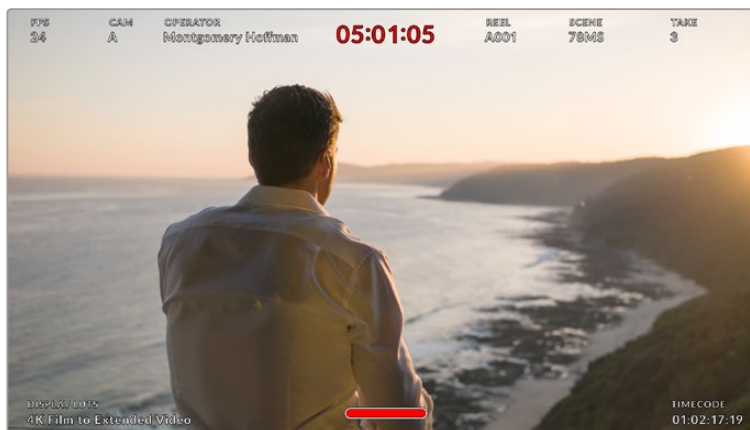 FPS
24
CAM
A
OPERATOR
Montgomery Hoffman
05:01:05
REEL
A001
SCENE
78MS
TAKE
3
DISPLAY LUTS
4K Film to Extended Video
TIMECODE
01:02:17:19